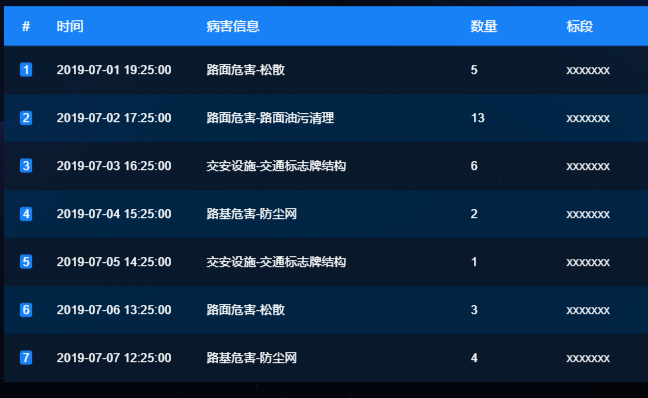 # 时间 病害信息 数量 标段
1 2019-07-01 19:25:00 路面危害-松散 5 xxxxxxx
2 2019-07-02 17:25:00 路面危害-路面油污清理 13 xxxxxxx
3 2019-07-03 16:25:00 交安设施-交通标志牌结构 6 xxxxxxx
4 2019-07-04 15:25:00 路基危害-防尘网 2 xxxxxxx
5 2019-07-05 14:25:00 交安设施-交通标志牌结构 1 xxxxxxx
6 2019-07-06 13:25:00 路面危害-松散 3 xxxxxxx
7 2019-07-07 12:25:00 路基危害-防尘网 4 xxxxxxx